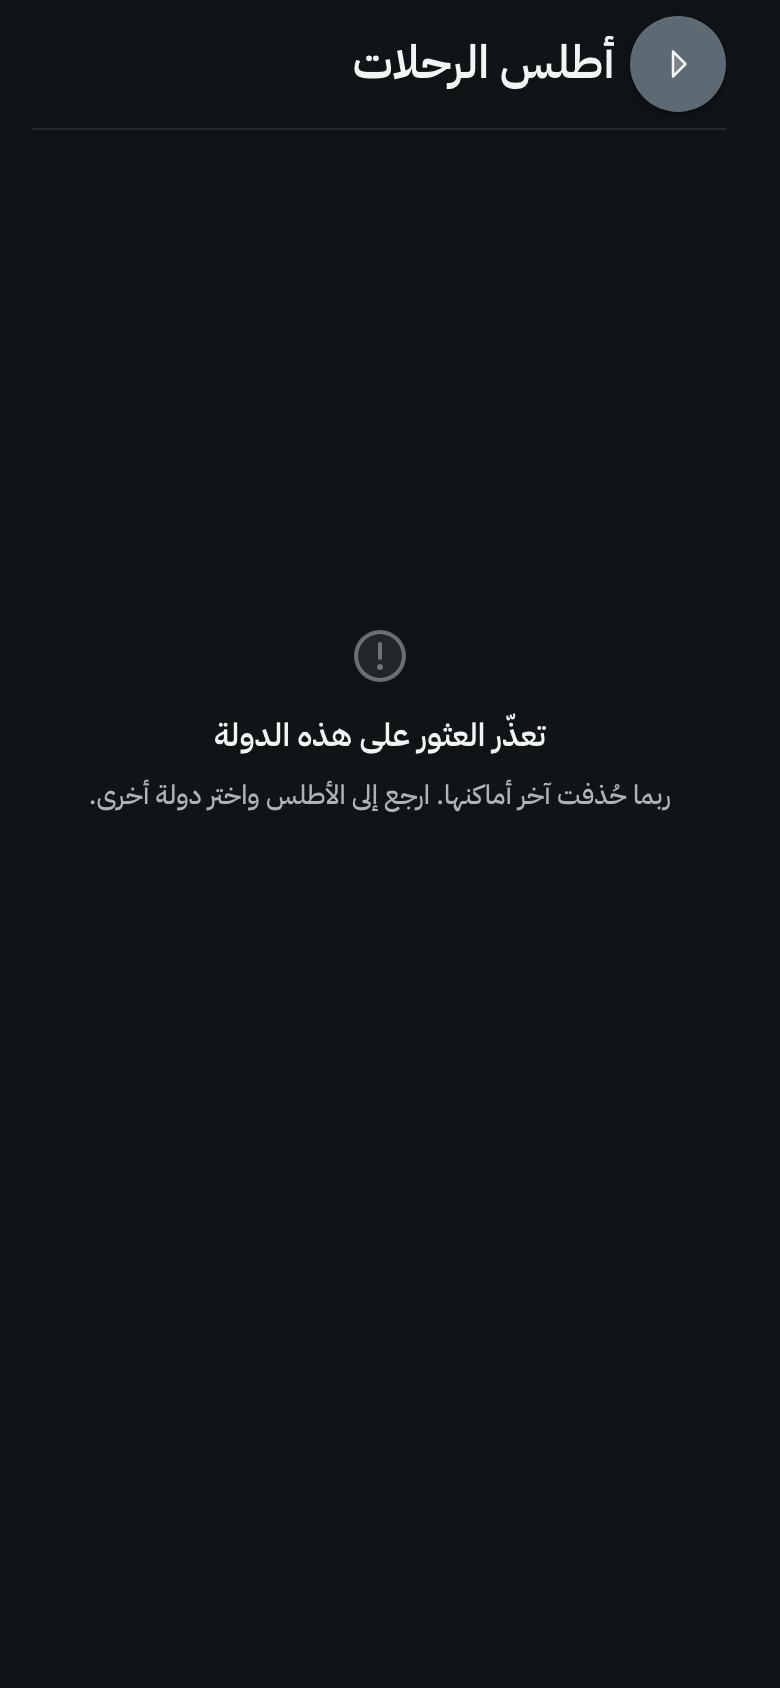 أطلس الرحلات
تعذّر العثور على هذه الدولة
ربما حُذفت آخر أماكنها. ارجع إلى الأطلس واختر دولة أخرى.